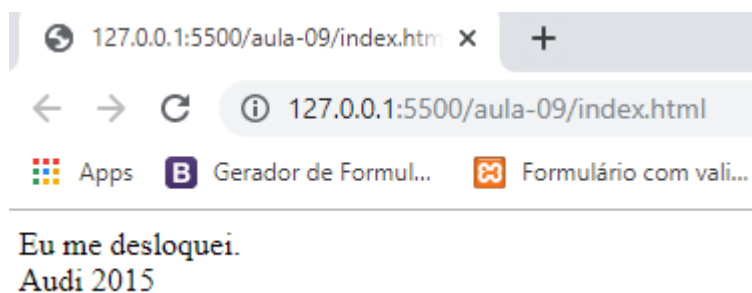 127.0.0.1:5500/aula-09/index.htm
127.0.0.1:5500/aula-09/index.html
Apps B Gerador de Formul... Formulário com vali...
Eu me desloquei.
Audi 2015